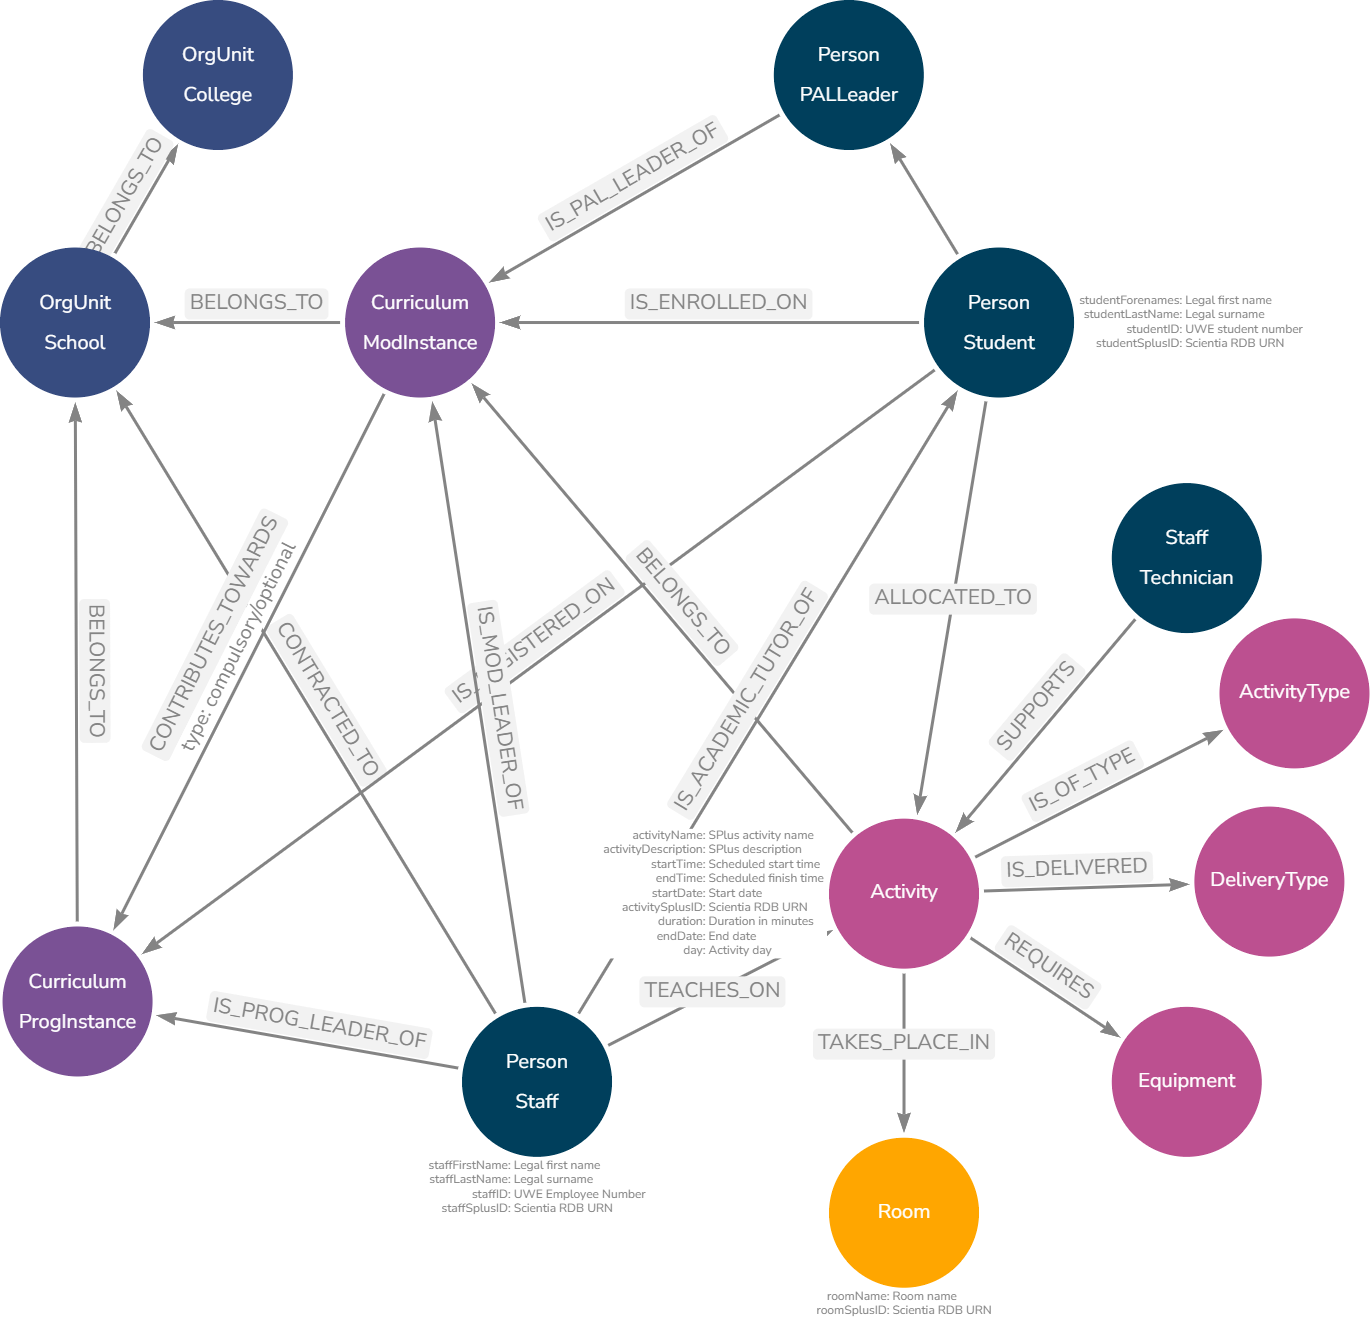 OrgUnit
College
Person
PALLeader
BELONGS_TO
IS_PAL_LEADER_OF
OrgUnit
School
BELONGS_TO
Curriculum
ModInstance
IS_ENROLLED_ON
Person
Student
studentForenames: Legal first name
studentLastName: Legal surname
studentID: UWE student number
studentSplusID: Scientia RDB URN
Staff
Technician
BELONGS_TO
CONTRIBUTES_TOWARDS
type: compulsory/optional
CONTRACTED_TO
IS_MOD_LEADER_OF
BELONGS_TO
IS_ACADEMIC_TUTOR_OF
ALLOCATED_TO
SUPPORTS
ActivityType
IS_OF_TYPE
activityName: SPlus activity name
activityDescription: SPlus description
startTime: Scheduled start time
endTime: Scheduled finish time
startDate: Start date
activitySplusID: Scientia RDB URN
duration: Duration in minutes
endDate: End date
day: Activity day
Activity
IS_DELIVERED
DeliveryType
REQUIRES
Curriculum
ProgInstance
IS_PROG_LEADER_OF
TEACHES_ON
TAKES_PLACE_IN
Person
Staff
Equipment
staffFirstName: Legal first name
staffLastName: Legal surname
staffID: UWE Employee Number
staffSplusID: Scientia RDB URN
Room
roomName: Room name
roomSplusID: Scientia RDB URN